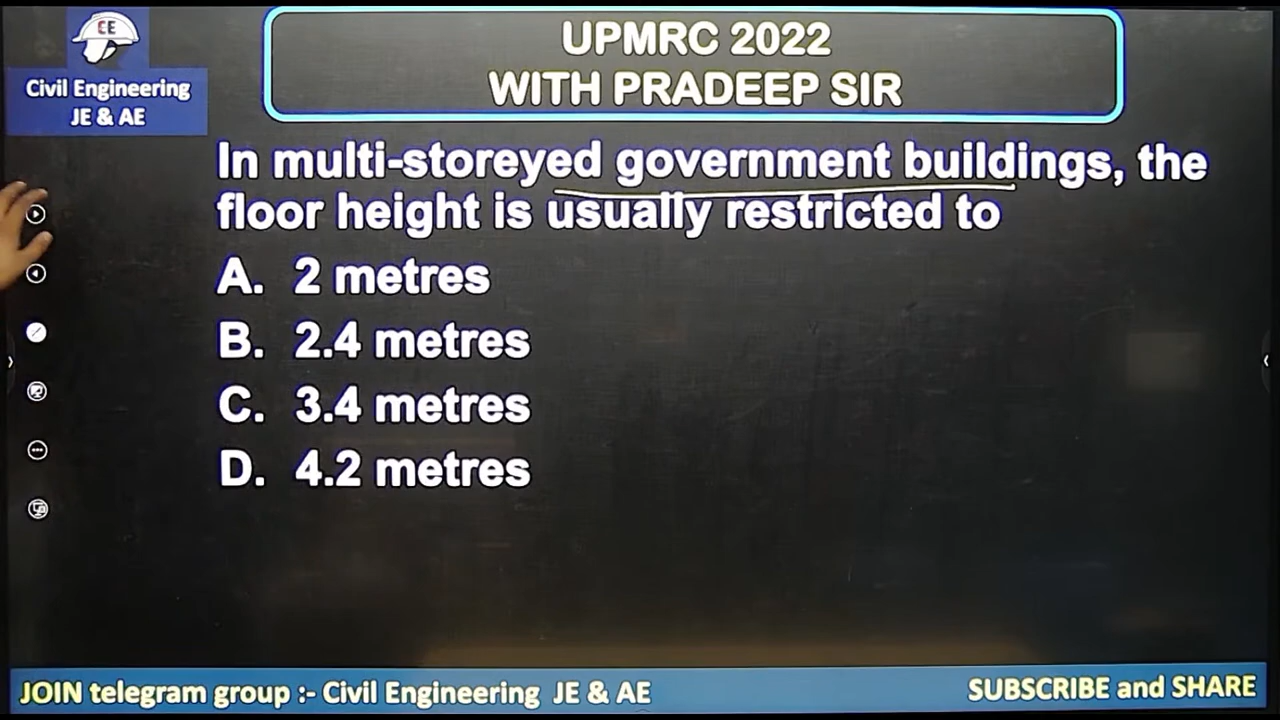 CE
Civil Engineering
JE & AE
UPMRC 2022
WITH PRADEEP SIR
In multi-storeyed government buildings, the
floor height is usually restricted to
A. 2 metres
B. 2.4 metres
C. 3.4 metres
D. 4.2 metres
JOIN telegram group :- Civil Engineering JE & AE
SUBSCRIBE and SHARE